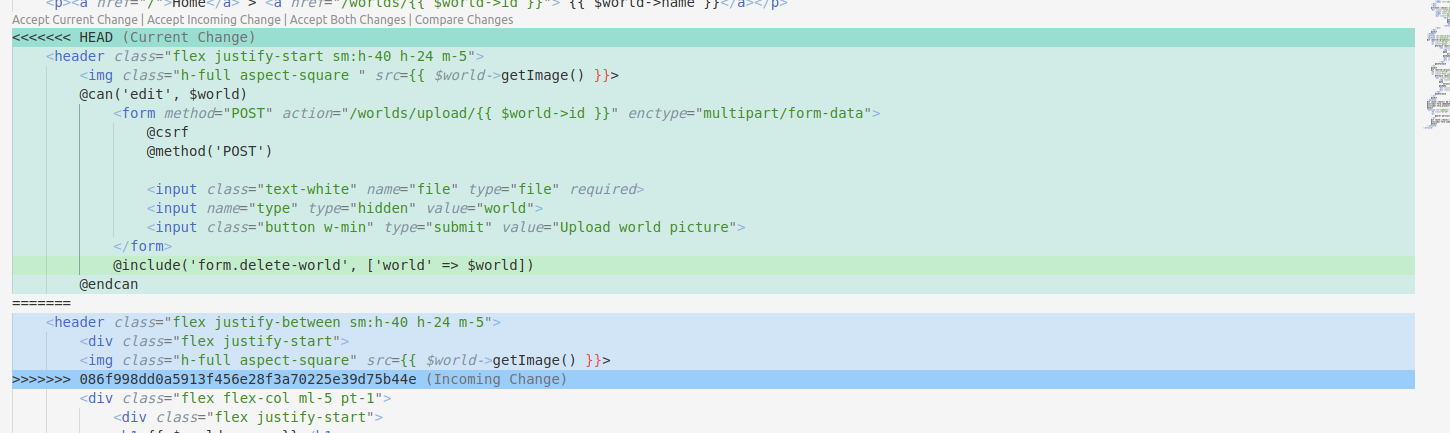 <p><a href="/">Home</a> > <a href="/worlds/{{ $world->id }}"> {{ $world->name }}</a></p>
Accept Current Change | Accept Incoming Change | Accept Both Changes | Compare Changes
<<<<<<< HEAD (Current Change)
<header class="flex justify-start sm:h-40 h-24 m-5">
<img class="h-full aspect-square " src={{ $world->getImage() }}>
@can('edit', $world)
<form method="POST" action="/worlds/upload/{{ $world->id }}" enctype="multipart/form-data">
@csrf
@method('POST')
<input class="text-white" name="file" type="file" required>
<input name="type" type="hidden" value="world">
<input class="button w-min" type="submit" value="Upload world picture">
</form>
@include('form.delete-world', ['world' => $world])
@endcan
=======
<header class="flex justify-between sm:h-40 h-24 m-5">
<div class="flex justify-start">
<img class="h-full aspect-square" src={{ $world->getImage() }}>
>>>>>>> 086f998dd0a5913f456e28f3a70225e39d75b44e (Incoming Change)
<div class="flex flex-col ml-5 pt-1">
<div class="flex justify-start">